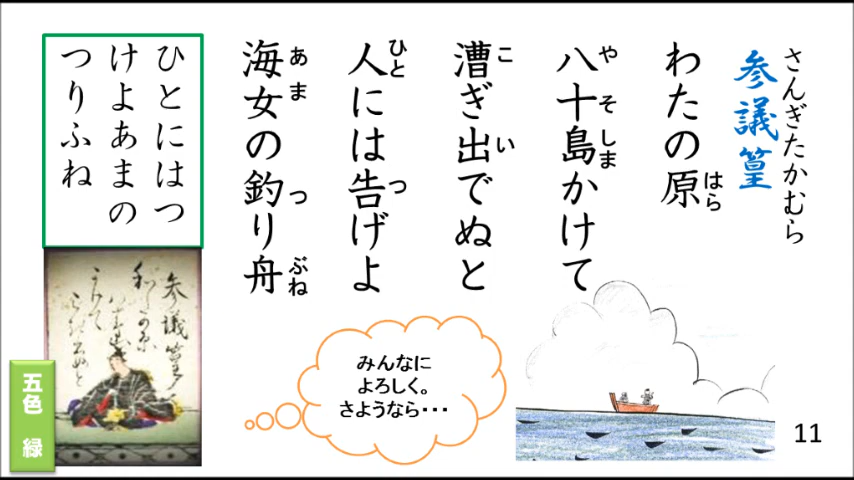 さんぎたかむら
参議篁
わたの原
はら
八十島かけて
やそしま
漕ぎ出でぬと
こい
人には告げよ
ひとつ
海女の釣り舟
あまつぶね
ひとにはつ
けよあまの
つりふね
参議篁
みんなに
よろしく。
さようなら・・・
五色 緑
11